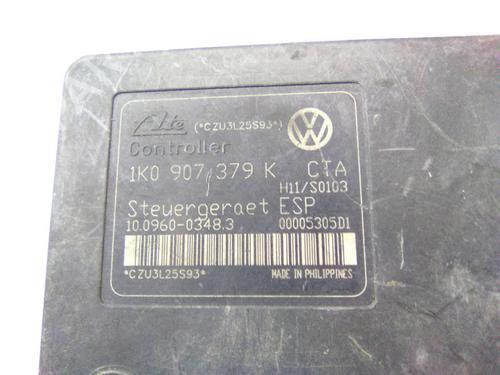 Ate (*CZU3L25S93*)
Controller
1K0 907 379 K CTA
H11/S0103
Steuergeraet ESP
10.0960-0348.3 00005305D1
*CZU3L25S93* MADE IN PHILIPPINES